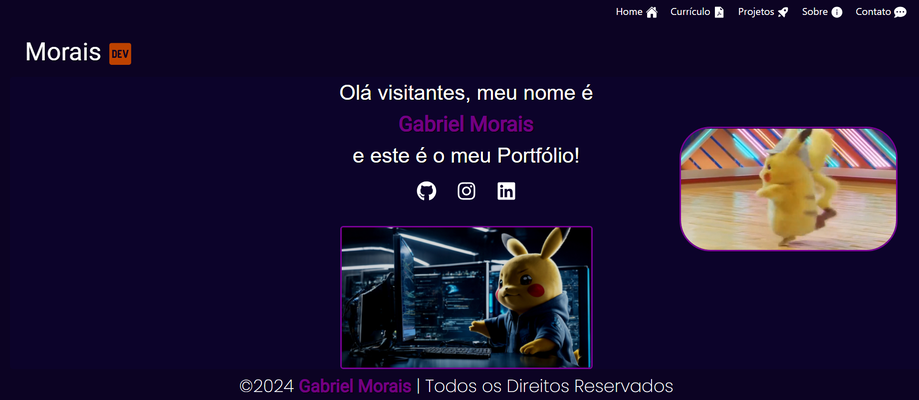 Home Currículo Projetos Sobre Contato
Morais DEV
Olá visitantes, meu nome é
Gabriel Morais
e este é o meu Portfólio!
©2024 Gabriel Morais | Todos os Direitos Reservados